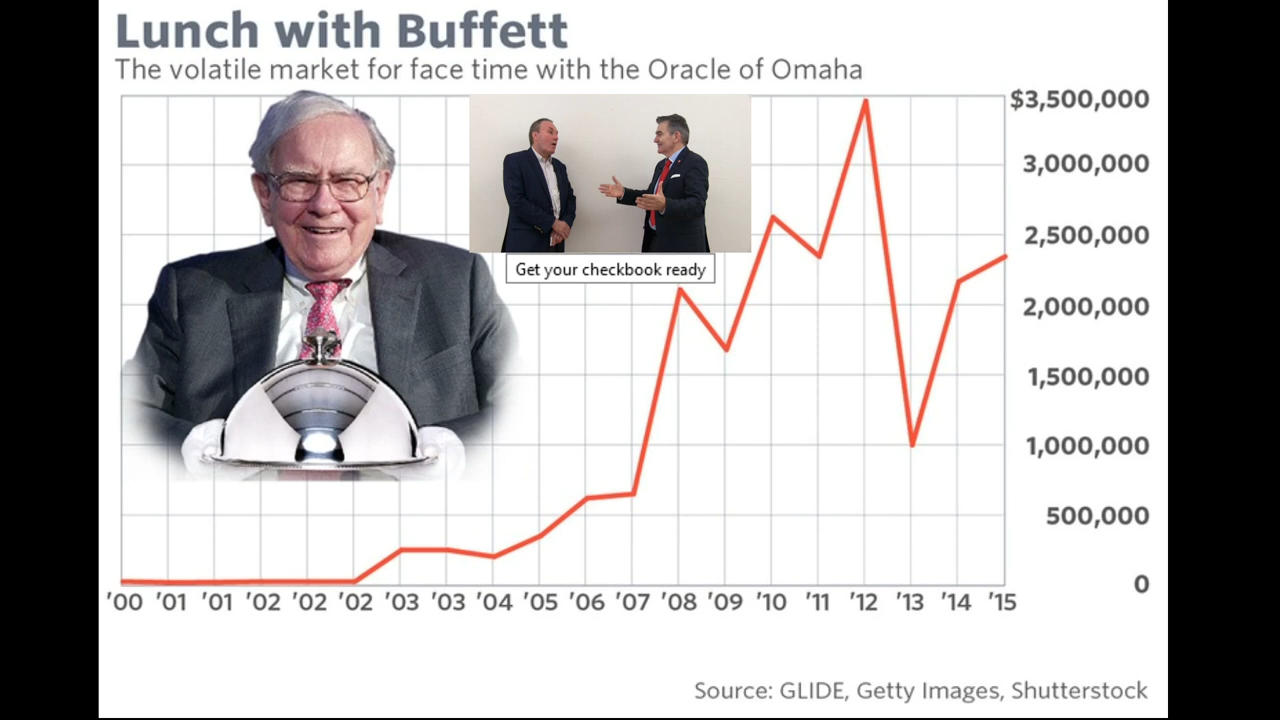 Lunch with Buffett
The volatile market for face time with the Oracle of Omaha
$3,500,000
3,000,000
2,500,000
Get your checkbook ready
2,000,000
1,500,000
1,000,000
500,000
0
'00 '01 '01 '02 '02 '02 '03 '03 '04 '05 '06 '07 '08 '09 '10 '11 '12 '13 '14 '15
Source: GLIDE, Getty Images, Shutterstock